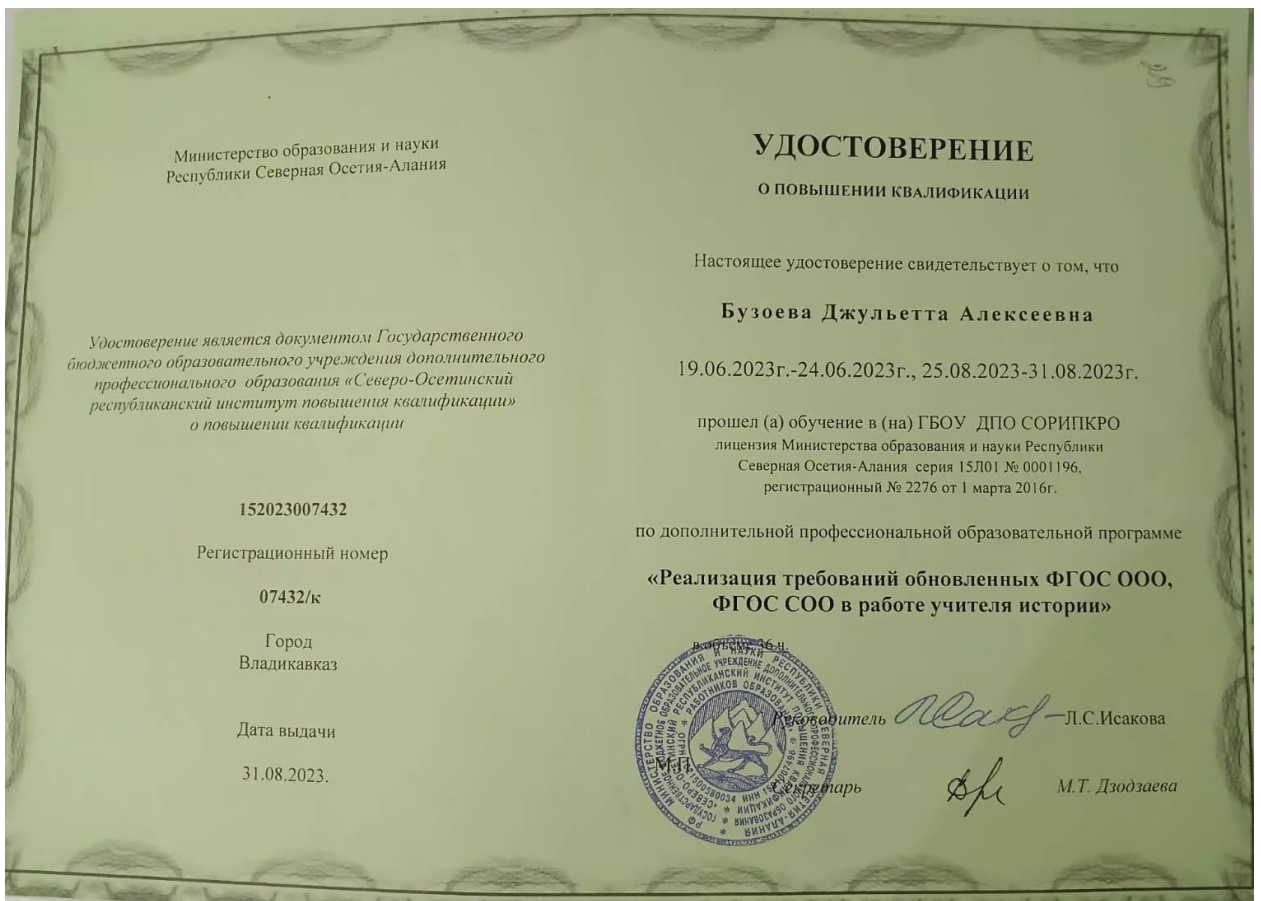 Министерство образования и науки
Республики Северная Осетия-Алания
Удостоверение является документом Государственного
бюджетного образовательного учреждения дополнительного
профессионального образования «Северо-Осетинский
республиканский институт повышения квалификации»
о повышении квалификации
152023007432
Регистрационный номер
07432/к
Город
Владикавказ
Дата выдачи
31.08.2023.
УДОСТОВЕРЕНИЕ
О ПОВЫШЕНИИ КВАЛИФИКАЦИИ
Настоящее удостоверение свидетельствует о том, что
Бузоева Джульетта Алексеевна
19.06.2023г.-24.06.2023г., 25.08.2023-31.08.2023г.
прошел (а) обучение в (на) ГБОУ ДПО СОРИПКРО
лицензия Министерства образования и науки Республики
Северная Осетия-Алания серия 15Л01 № 0001196,
регистрационный № 2276 от 1 марта 2016г.
по дополнительной профессиональной образовательной программе
«Реализация требований обновленных ФГОС ООО,
ФГОС СОО в работе учителя истории»
в объеме 36 ч.
Руководитель Л.С.Исакова
М.П.
Секретарь М.Т. Дзодзаева